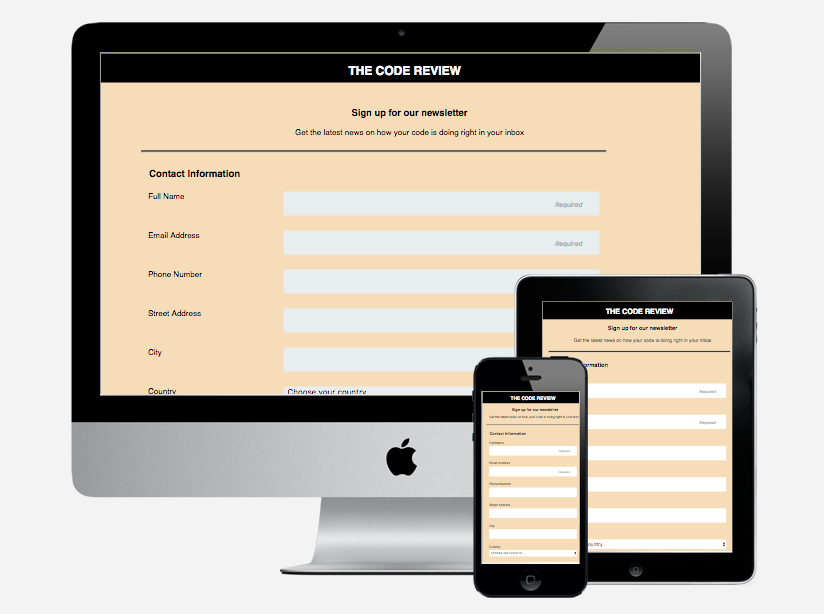 THE CODE REVIEW
Sign up for our newsletter
Get the latest news on how your code is doing right in your inbox
Contact Information
Full Name
Required
Email Address
Required
Phone Number
Street Address
City
Country
Choose your country
THE CODE REVIEW
Sign up for our newsletter
Get the latest news on how your code is doing right in your inbox
ormation
Required
Required
ountry
THE CODE REVIEW
Sign up for our newsletter
Get the latest news on how your code is doing right in your inbox
Contact Information
Full Name
Required
Email Address
Required
Phone Number
Street Address
City
Country
Choose your country